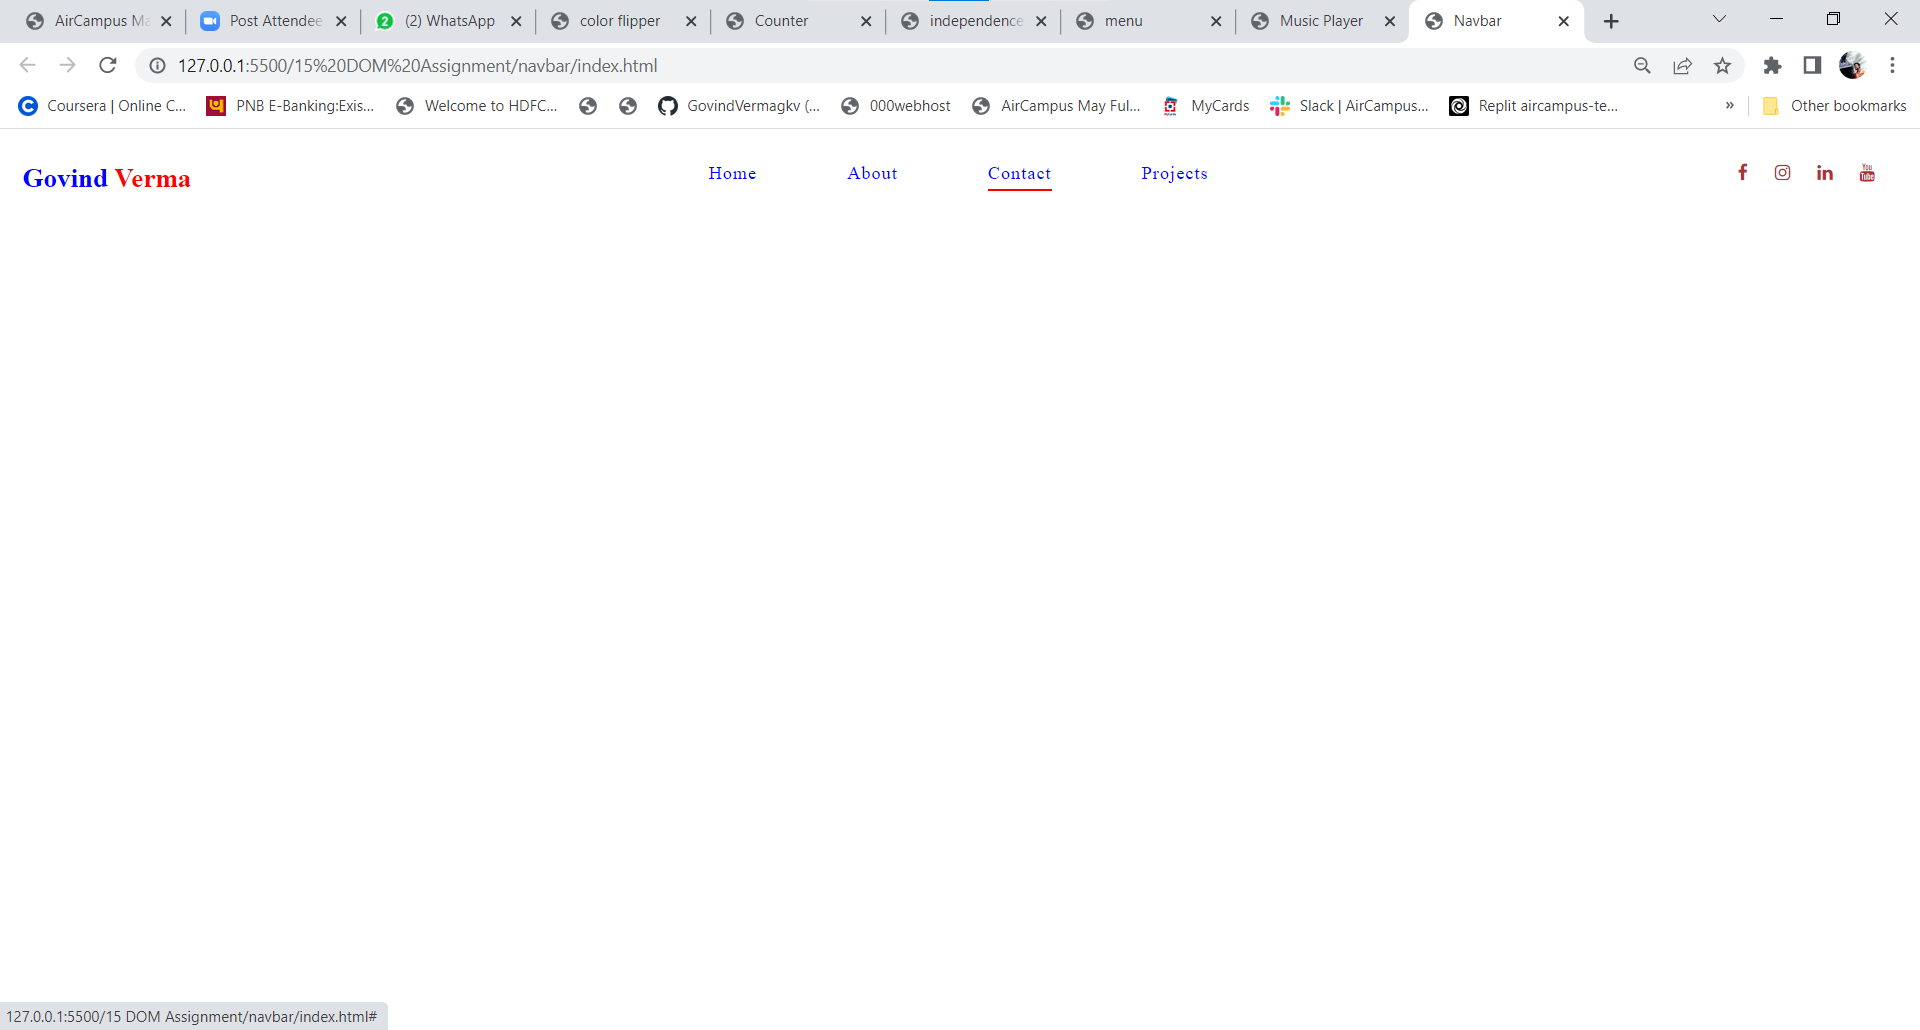 AirCampus Ma
Post Attendee
2 (2) WhatsApp
color flipper
Counter
independence
menu
Music Player
Navbar
127.0.0.1:5500/15%20DOM%20Assignment/navbar/index.html
Coursera | Online C...
PNB E-Banking:Exis...
Welcome to HDFC...
GovindVermagkv (...
000webhost
AirCampus May Ful...
MyCards
Slack | AirCampus...
Replit aircampus-te...
»
Other bookmarks
Govind Verma
Home
About
Contact
Projects
You Tube
127.0.0.1:5500/15 DOM Assignment/navbar/index.html#